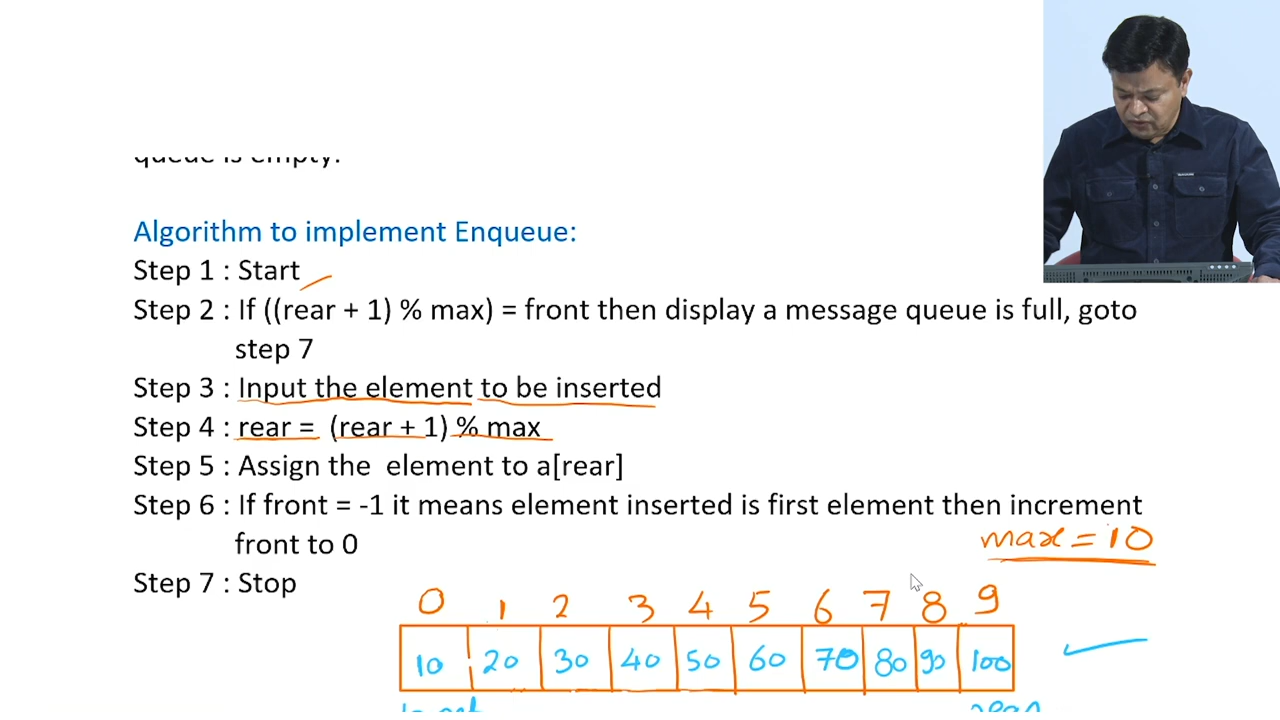 queue is empty.
Algorithm to implement Enqueue:
Step 1 : Start
Step 2 : If ((rear + 1) % max) = front then display a message queue is full, goto
step 7
Step 3 : Input the element to be inserted
Step 4 : rear = (rear + 1) % max
Step 5 : Assign the element to a[rear]
Step 6 : If front = -1 it means element inserted is first element then increment
front to 0
max = 10
Step 7 : Stop
0 1 2 3 4 5 6 7 8 9
10 20 30 40 50 60 70 80 90 100